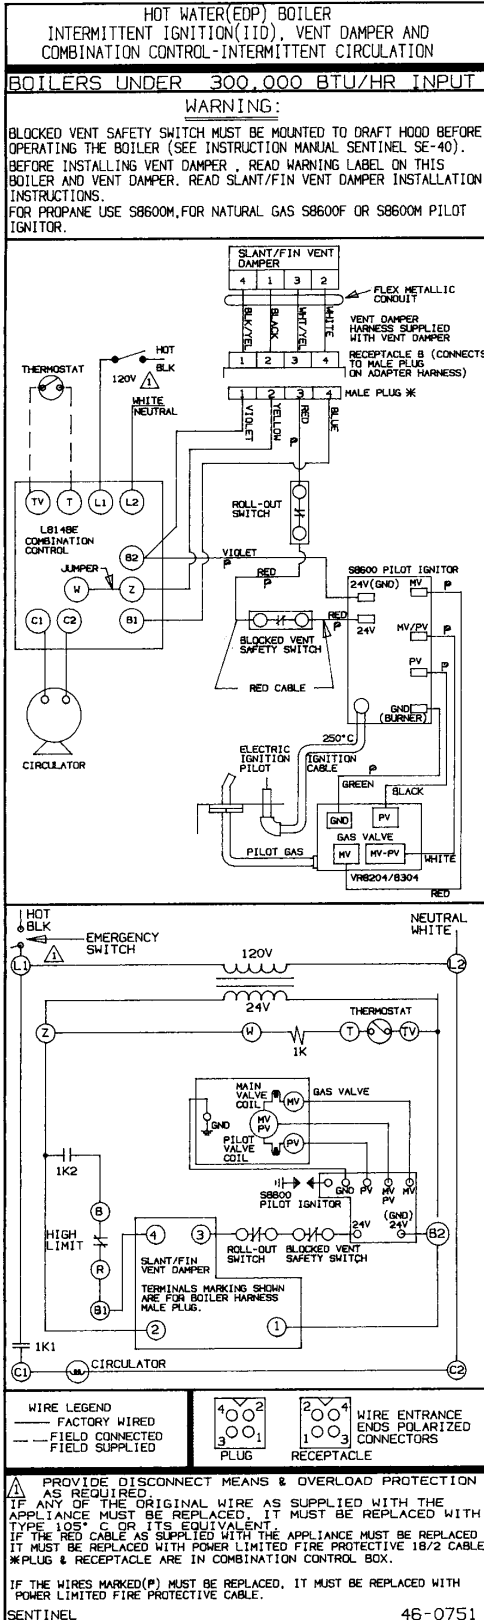 HOT WATER(EDP) BOILER
INTERMITTENT IGNITION(IID), VENT DAMPER AND
COMBINATION CONTROL-INTERMITTENT CIRCULATION
BOILERS UNDER 300,000 BTU/HR INPUT
WARNING:
BLOCKED VENT SAFETY SWITCH MUST BE MOUNTED TO DRAFT HOOD BEFORE
OPERATING THE BOILER (SEE INSTRUCTION MANUAL SENTINEL SE-40).
BEFORE INSTALLING VENT DAMPER , READ WARNING LABEL ON THIS
BOILER AND VENT DAMPER. READ SLANT/FIN VENT DAMPER INSTALLATION
INSTRUCTIONS.
FOR PROPANE USE S8600M,FOR NATURAL GAS S8600F OR S8600M PILOT
IGNITOR.
SLANT/FIN VENT
DAMPER
4 1 3 2
FLEX METALLIC
CONDUIT
BLK/YEL
BLACK
WHT/YEL
WHITE
VENT DAMPER
HARNESS SUPPLIED
WITH VENT DAMPER
1 2 3 4
RECEPTACLE B (CONNECTS
TO MALE PLUG
ON ADAPTER HARNESS)
1 2 3 4
MALE PLUG ※
VIOLET
YELLOW
RED
BLUE
P
HOT
BLK
120V 1
THERMOSTAT
WHITE
NEUTRAL
TV T L1 L2
L8148E
COMBINATION
CONTROL
ROLL-OUT
SWITCH
B2
VIOLET
P
JUMPER
W Z
RED
P
C1 C2 B1
S8600 PILOT IGNITOR
24V(GND) MV P
24V
MV/PV P
PV P
GND
(BURNER)
RED P
BLOCKED VENT
SAFETY SWITCH
RED CABLE
CIRCULATOR
ELECTRIC
IGNITION
PILOT
250°C
IGNITION
CABLE
P
GREEN
BLACK
GND PV
GAS VALVE
MV MV-PV
WHITE
PILOT GAS
VR8204/8304
RED
HOT
BLK
EMERGENCY
SWITCH
1
NEUTRAL
WHITE
L1 120V L2
24V
THERMOSTAT
Z W 1K T TV
MAIN
VALVE
COIL
MV
GAS VALVE
GND
MV
PV
PILOT
VALVE
COIL
PV
1K2
S8600
PILOT IGNITOR
GND PV MV
PV MV
B
HIGH
LIMIT
R
B1
4 3
24V (GND)
24V
B2
ROLL-OUT
SWITCH
BLOCKED VENT
SAFETY SWITCH
SLANT/FIN
VENT DAMPER
TERMINALS MARKING SHOWN
ARE FOR BOILER HARNESS
MALE PLUG.
2 1
1K1
C1 CIRCULATOR C2
WIRE LEGEND
FACTORY WIRED
FIELD CONNECTED
FIELD SUPPLIED
4 2
3 1
PLUG
2 4
1 3
RECEPTACLE
WIRE ENTRANCE
ENDS POLARIZED
CONNECTORS
1 PROVIDE DISCONNECT MEANS & OVERLOAD PROTECTION
AS REQUIRED.
IF ANY OF THE ORIGINAL WIRE AS SUPPLIED WITH THE
APPLIANCE MUST BE REPLACED, IT MUST BE REPLACED WITH
TYPE 105° C OR ITS EQUIVALENT
IF THE RED CABLE AS SUPPLIED WITH THE APPLIANCE MUST BE REPLACED
IT MUST BE REPLACED WITH POWER LIMITED FIRE PROTECTIVE 18/2 CABLE
※PLUG & RECEPTACLE ARE IN COMBINATION CONTROL BOX.
IF THE WIRES MARKED(P) MUST BE REPLACED, IT MUST BE REPLACED WITH
POWER LIMITED FIRE PROTECTIVE CABLE.
SENTINEL 46-0751